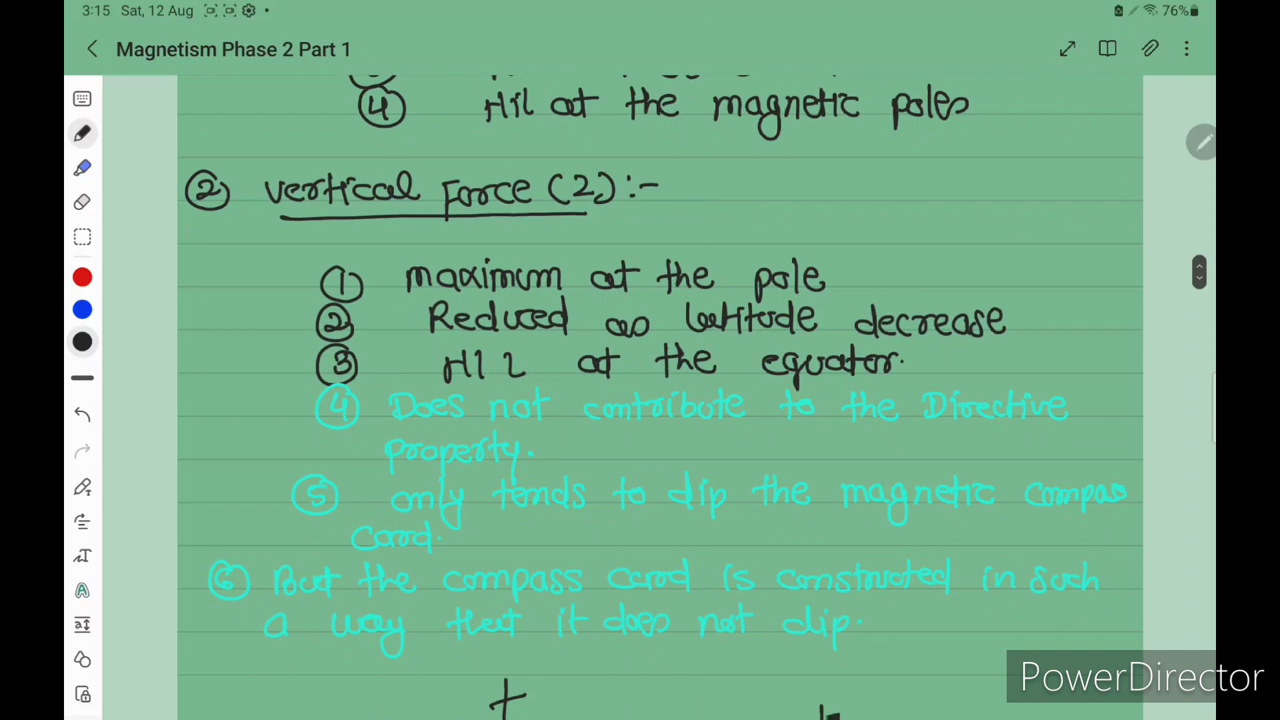 3:15 Sat, 12 Aug
76%
Magnetism Phase 2 Part 1
④ Nil at the magnetic poles
② Vertical Force (Z) :-
① maximum at the pole
② Reduced as latitude decrease
③ Nil at the equator.
④ Does not contribute to the Directive
property.
⑤ only tends to dip the magnetic compas
Card.
⑥ But the compass card is constructed in such
a way that it does not dip.
PowerDirector